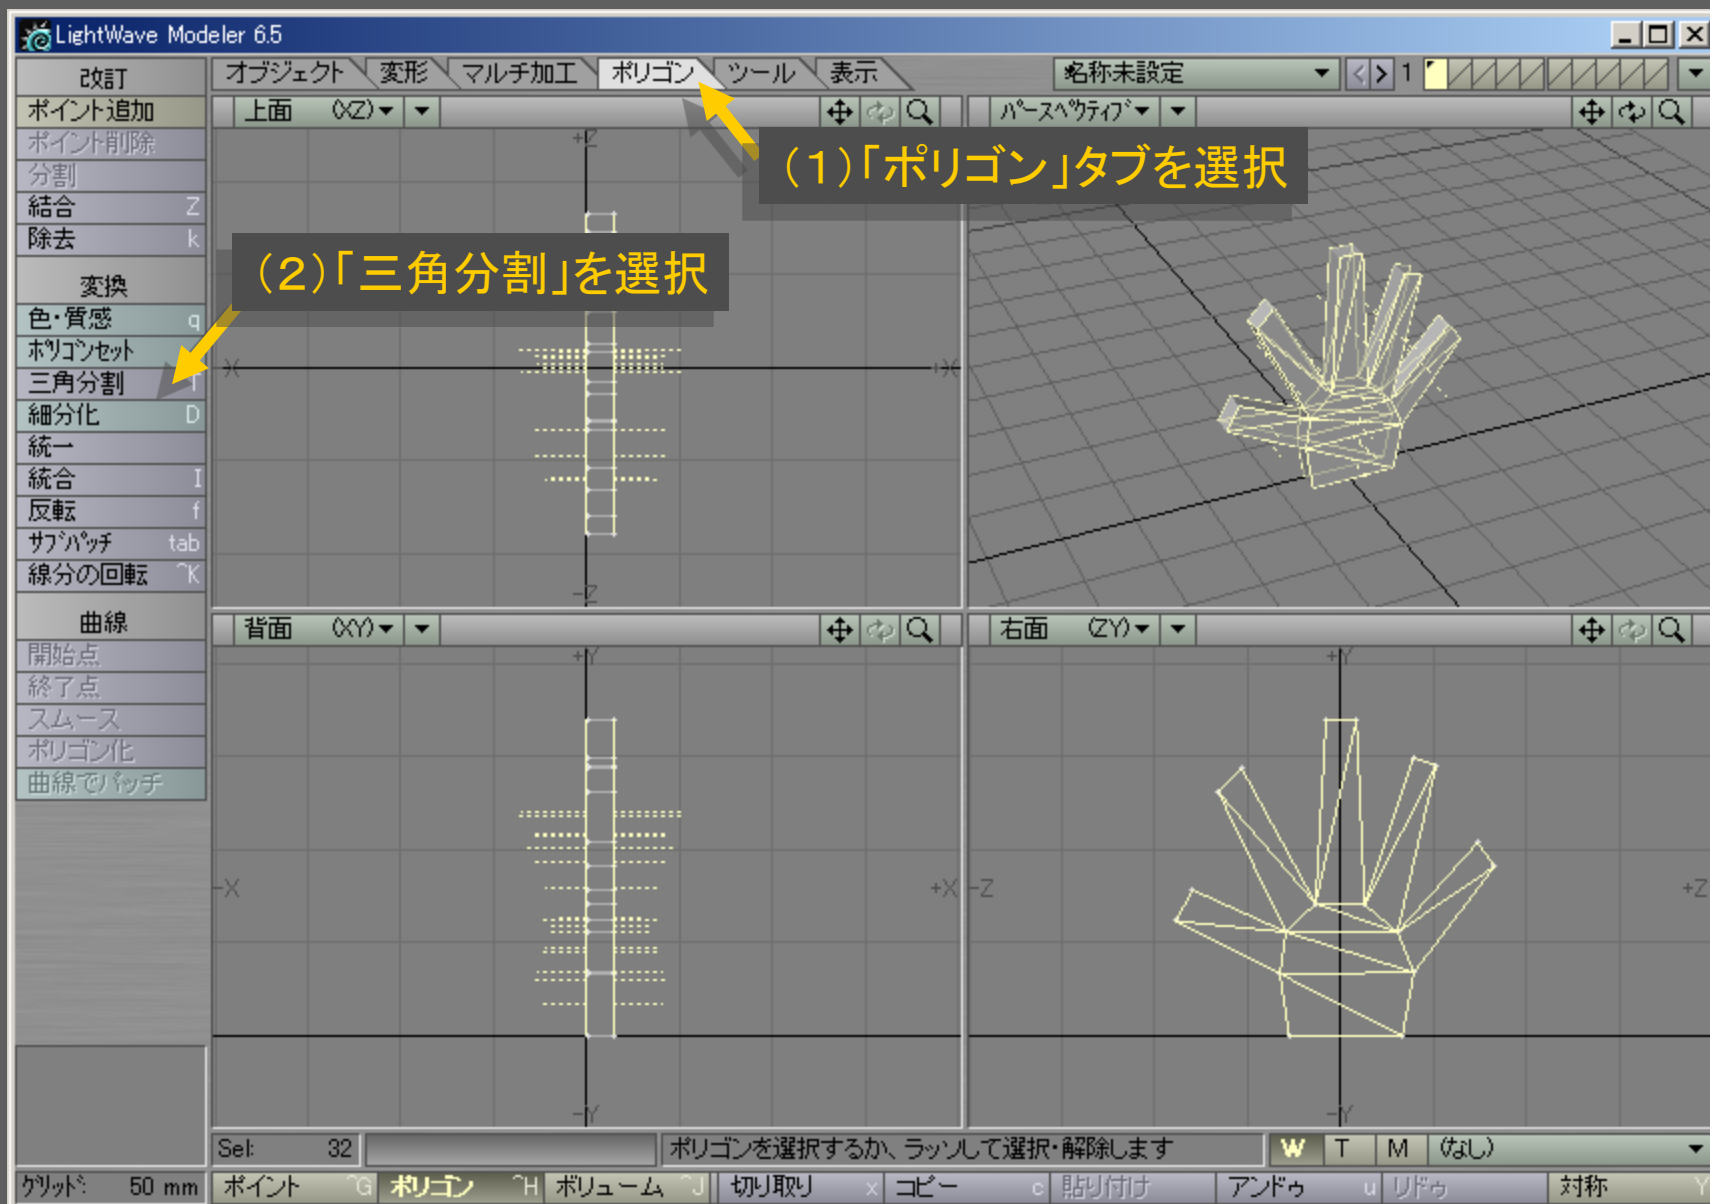 LightWave Modeler 6.5
オブジェクト 変形 マルチ加工 ポリゴン ツール 表示 名称未設定 1
改訂
ポイント追加
ポイント削除
分割
結合 Z
除去 k
変換
色・質感 q
ポリゴンセット
三角分割 T
細分化 D
統一
統合 I
反転 f
サブパッチ tab
線分の回転 ^K
曲線
開始点
終了点
スムース
ポリゴン化
曲線でパッチ
上面 (XZ)
パースペクティブ
(1)「ポリゴン」タブを選択
(2)「三角分割」を選択
+Z
-X +X
-Z
背面 (XY)
右面 (ZY)
+Y
-X +X
-Y
+Y
-Z +Z
-Y
Sel: 32 ポリゴンを選択するか、ラッソして選択・解除します W T M (なし)
グリッド: 50 mm ポイント ^G ポリゴン ^H ボリューム ^J 切り取り x コピー c 貼り付け v アンドゥ u リドゥ 対称 Y